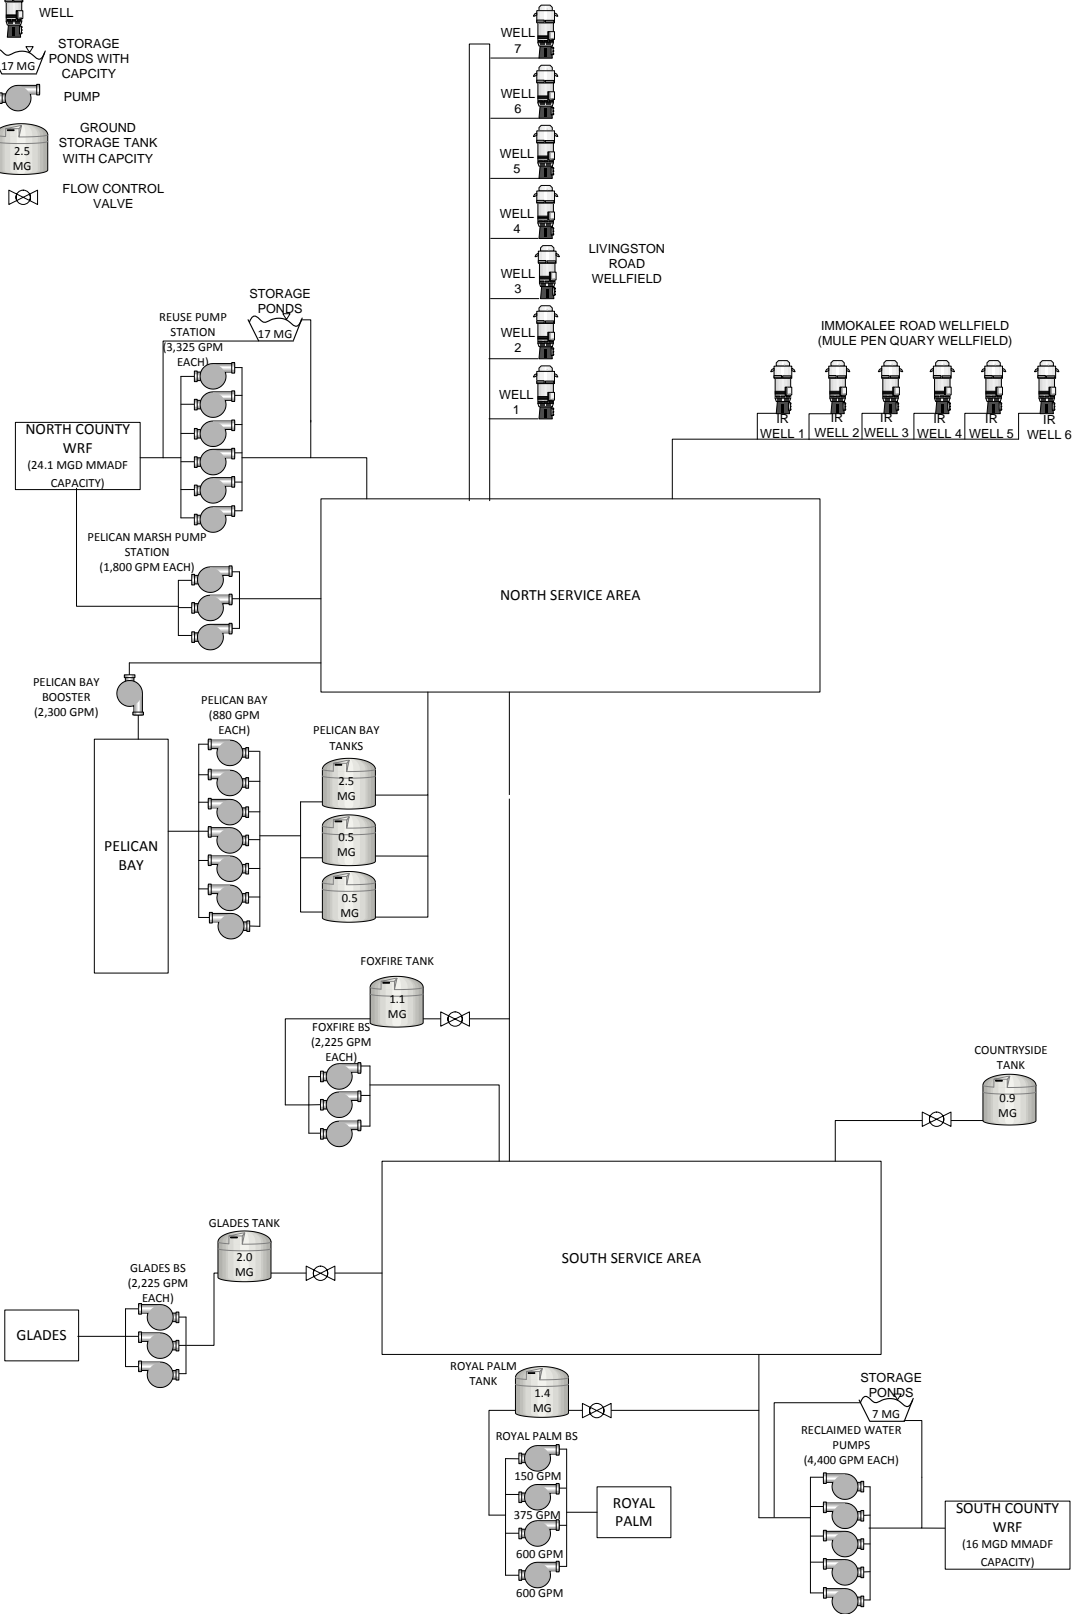 WELL
STORAGE
PONDS WITH
CAPCITY
17 MG
PUMP
GROUND
STORAGE TANK
WITH CAPCITY
2.5
MG
FLOW CONTROL
VALVE
WELL
7
WELL
6
WELL
5
WELL
4
WELL
3
WELL
2
WELL
1
LIVINGSTON
ROAD
WELLFIELD
IMMOKALEE ROAD WELLFIELD
(MULE PEN QUARY WELLFIELD)
IR
WELL 1
IR
WELL 2
IR
WELL 3
IR
WELL 4
IR
WELL 5
IR
WELL 6
STORAGE
PONDS
17 MG
REUSE PUMP
STATION
(3,325 GPM
EACH)
NORTH COUNTY
WRF
(24.1 MGD MMADF
CAPACITY)
PELICAN MARSH PUMP
STATION
(1,800 GPM EACH)
NORTH SERVICE AREA
PELICAN BAY
BOOSTER
(2,300 GPM)
PELICAN BAY
(880 GPM
EACH)
PELICAN BAY
TANKS
2.5
MG
0.5
MG
0.5
MG
PELICAN
BAY
FOXFIRE TANK
1.1
MG
FOXFIRE BS
(2,225 GPM
EACH)
COUNTRYSIDE
TANK
0.9
MG
SOUTH SERVICE AREA
GLADES TANK
2.0
MG
GLADES BS
(2,225 GPM
EACH)
GLADES
ROYAL PALM
TANK
1.4
MG
ROYAL PALM BS
150 GPM
375 GPM
600 GPM
600 GPM
ROYAL
PALM
STORAGE
PONDS
7 MG
RECLAIMED WATER
PUMPS
(4,400 GPM EACH)
SOUTH COUNTY
WRF
(16 MGD MMADF
CAPACITY)